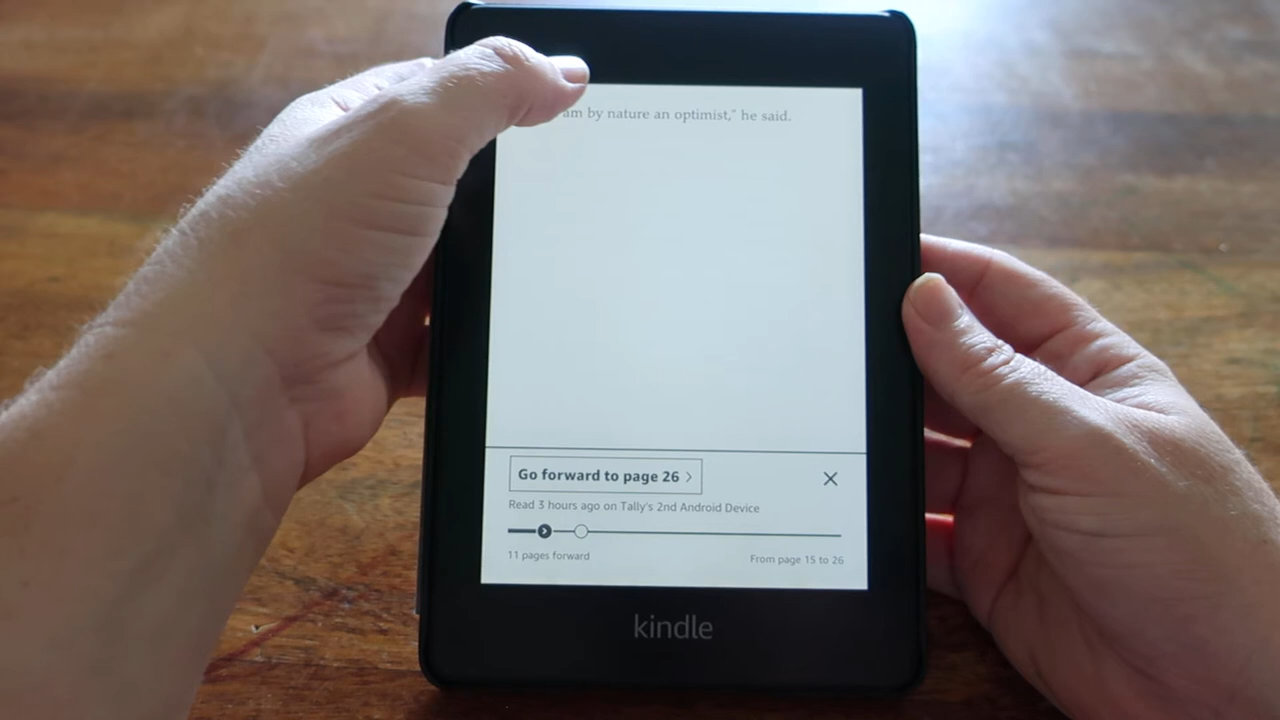 am by nature an optimist,” he said.
Go forward to page 26 >
Read 3 hours ago on Tally's 2nd Android Device
11 pages forward
From page 15 to 26
kindle